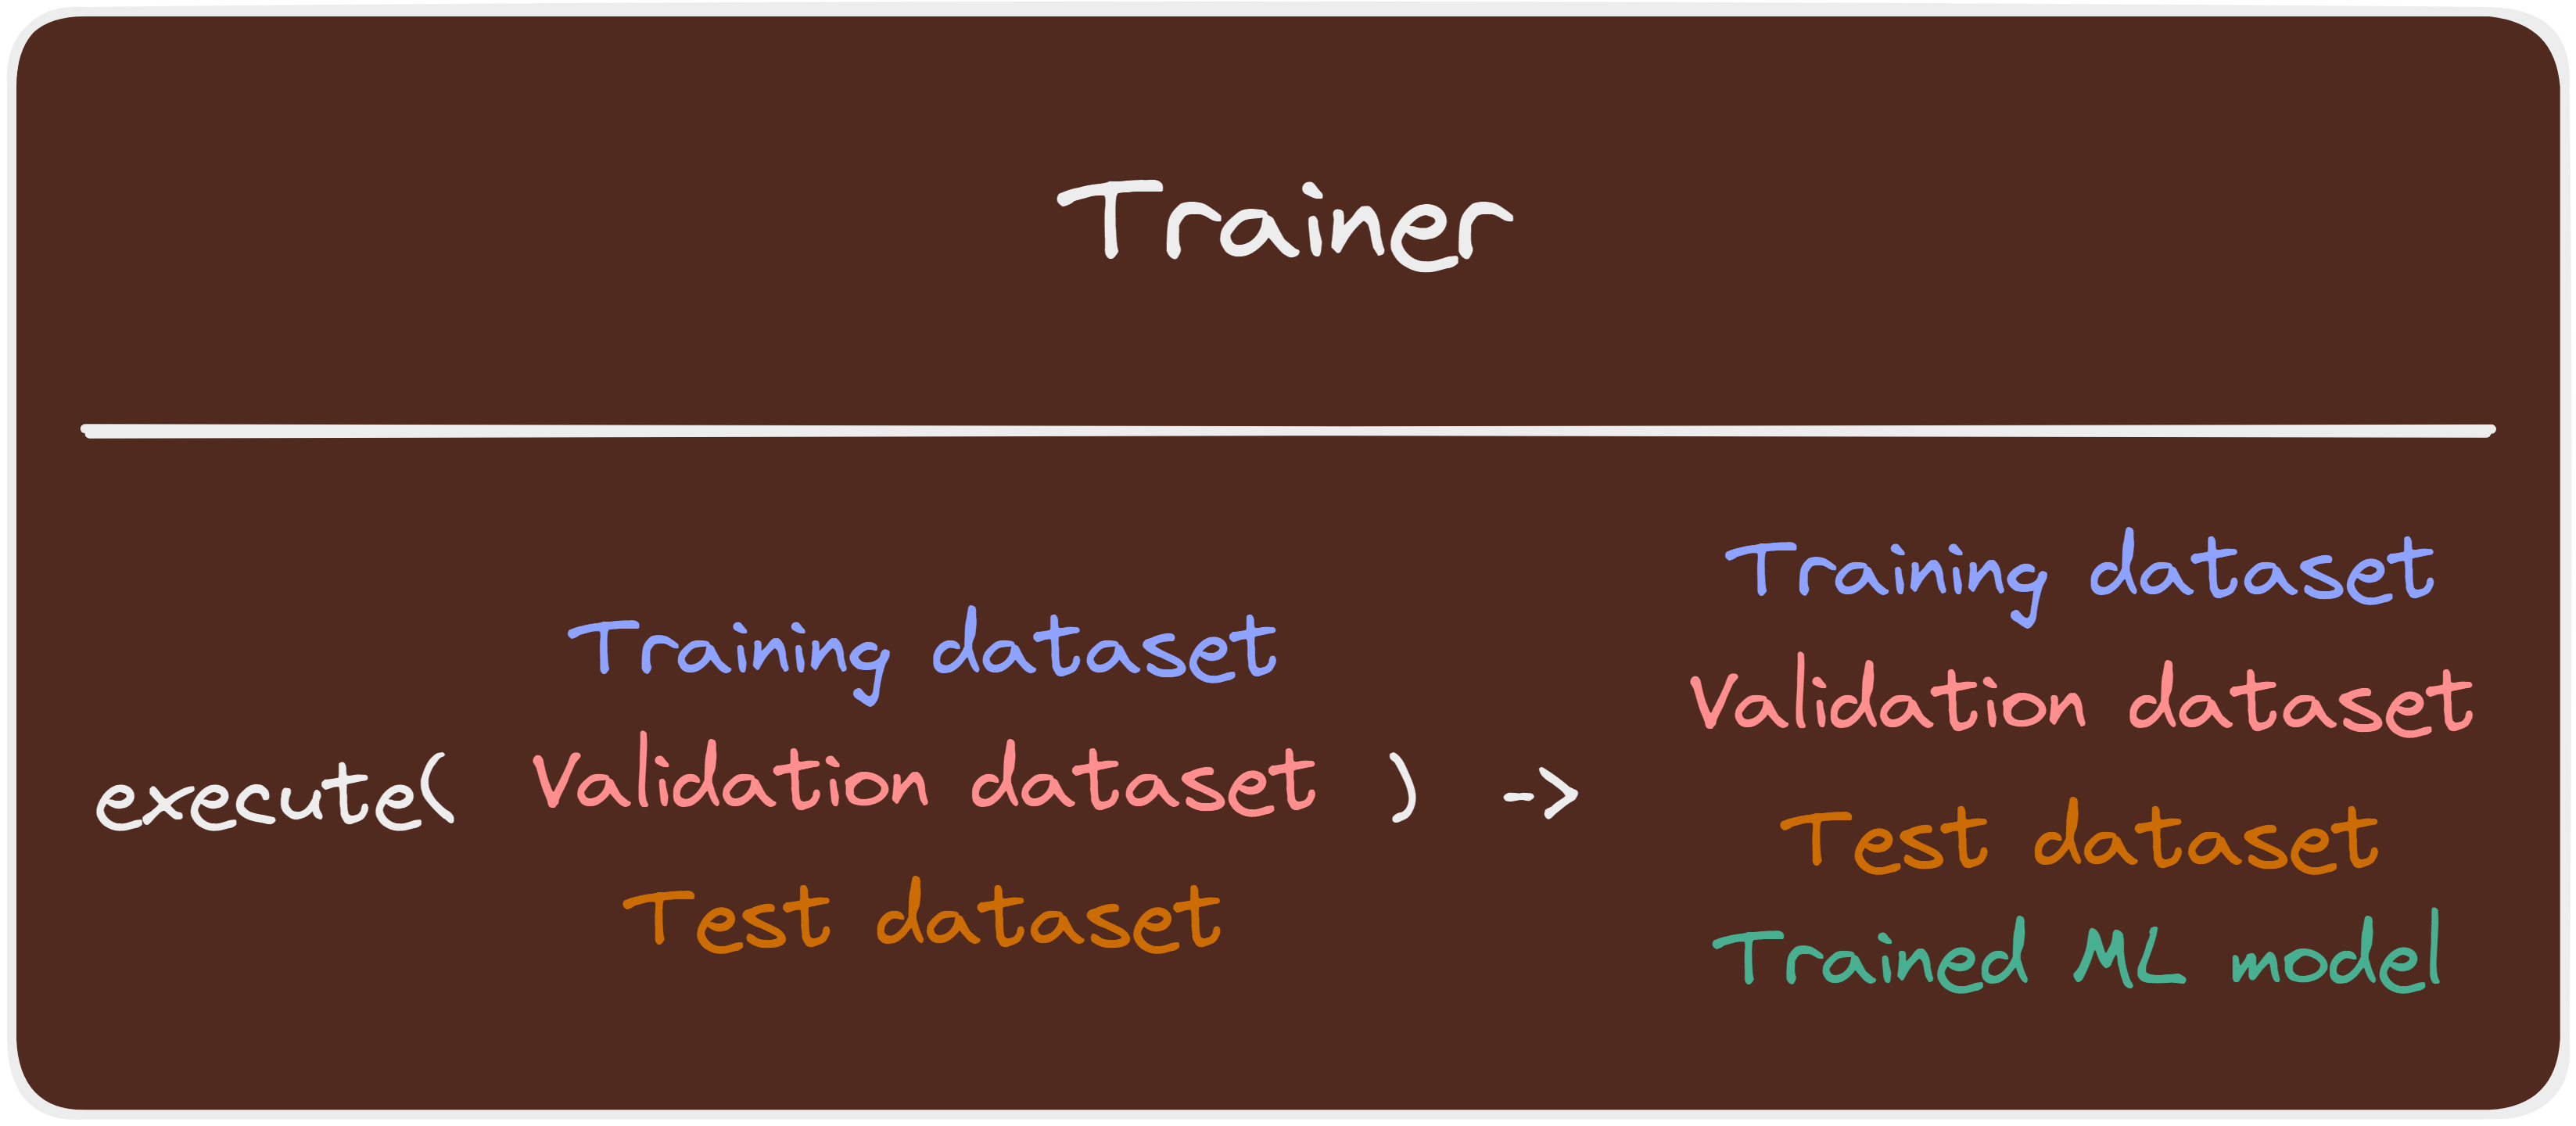 Trainer
execute(
Training dataset
Validation dataset
Test dataset
)
->
Training dataset
Validation dataset
Test dataset
Trained ML model